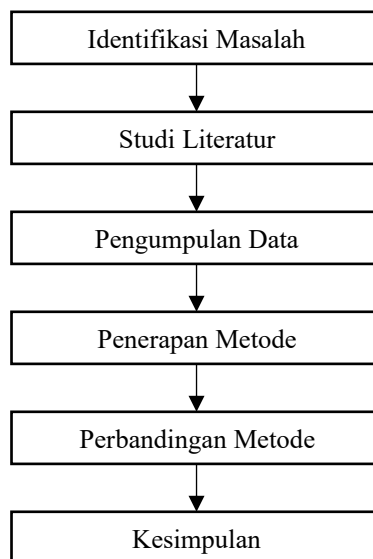 Identifikasi Masalah
Studi Literatur
Pengumpulan Data
Penerapan Metode
Perbandingan Metode
Kesimpulan